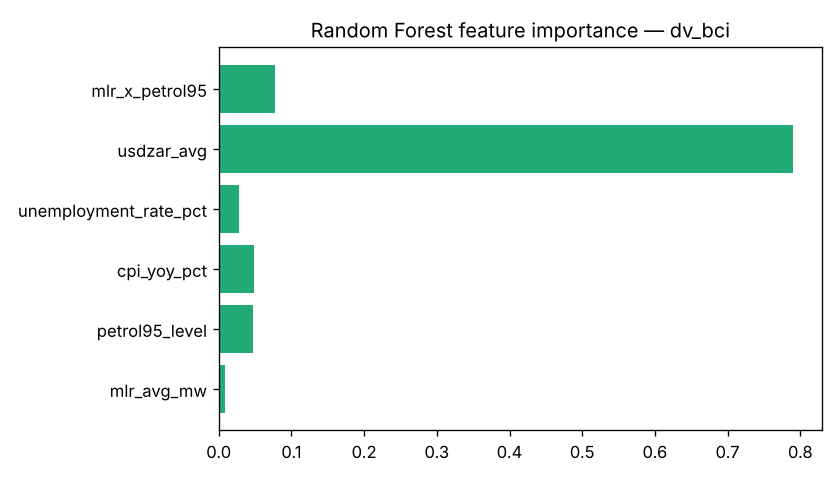 Random Forest feature importance — dv_bci
mlr_x_petrol95
usdzar_avg
unemployment_rate_pct
cpi_yoy_pct
petrol95_level
mlr_avg_mw
0.0 0.1 0.2 0.3 0.4 0.5 0.6 0.7 0.8